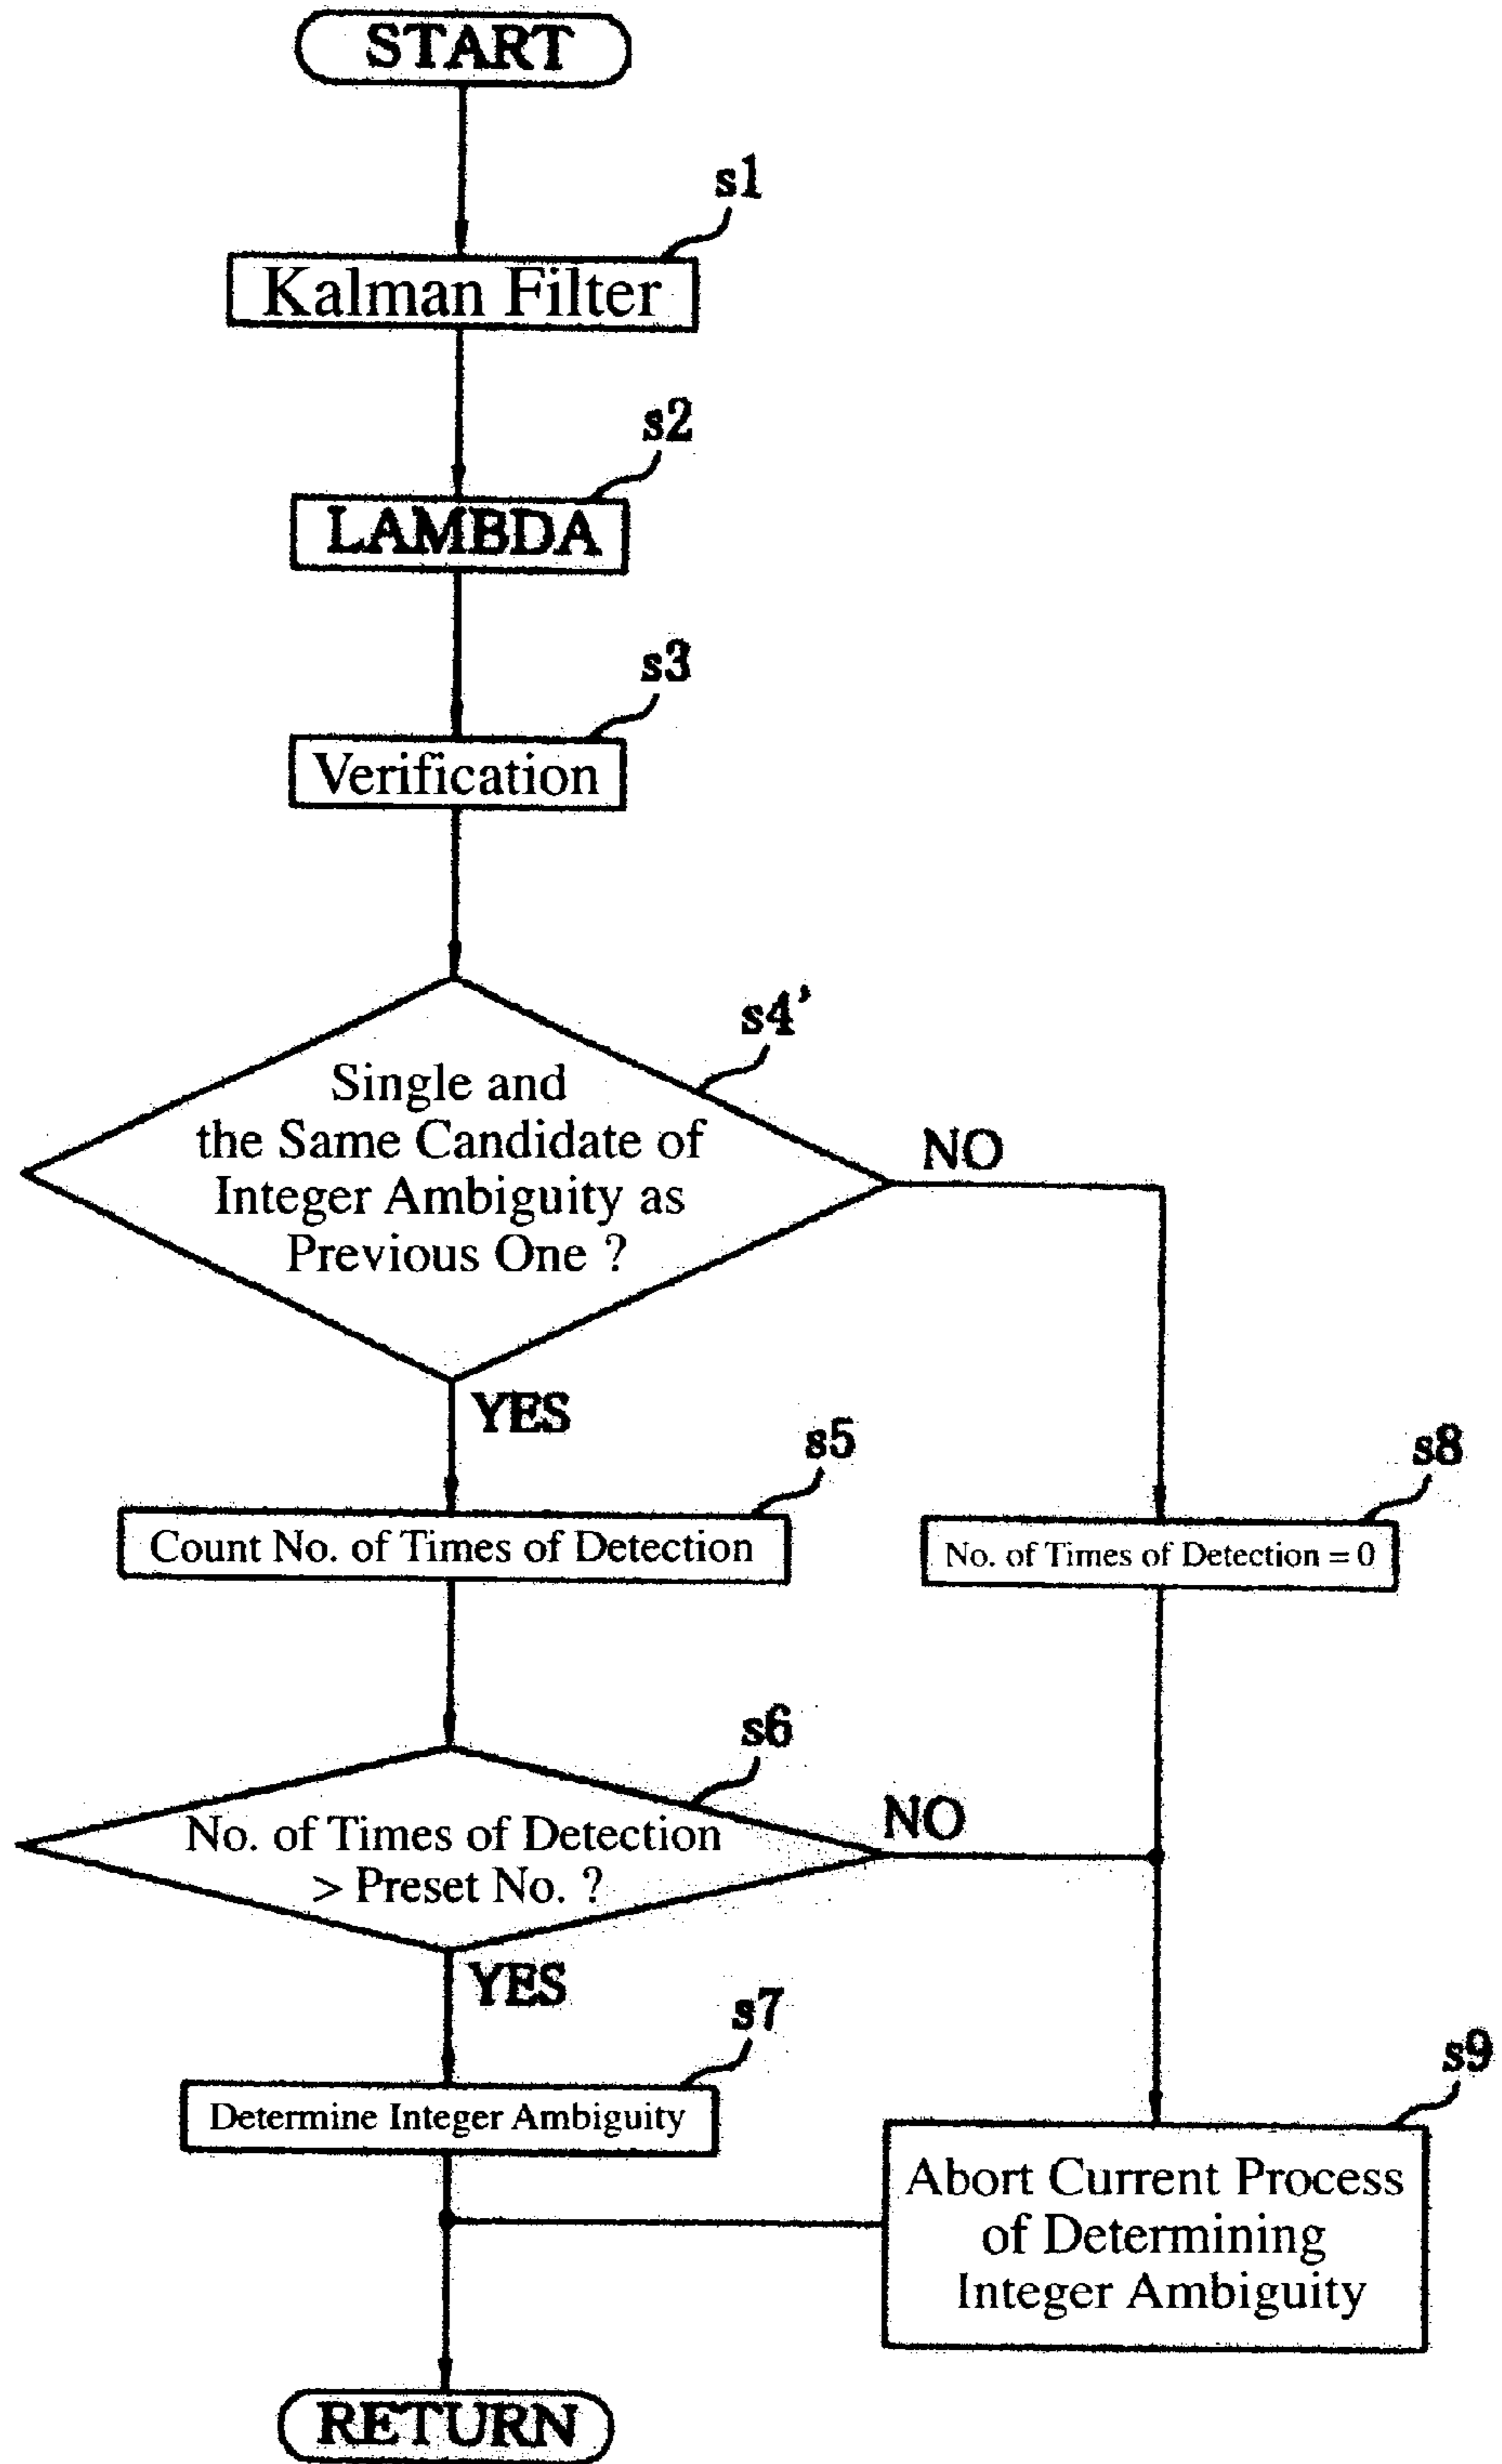 START
s1
Kalman Filter
s2
LAMBDA
s3
Verification
s4'
Single and
the Same Candidate of
Integer Ambiguity as
Previous One ?
NO
YES
s5
Count No. of Times of Detection
s8
No. of Times of Detection = 0
s6
No. of Times of Detection
> Preset No. ?
NO
YES
s7
Determine Integer Ambiguity
s9
Abort Current Process
of Determining
Integer Ambiguity
RETURN